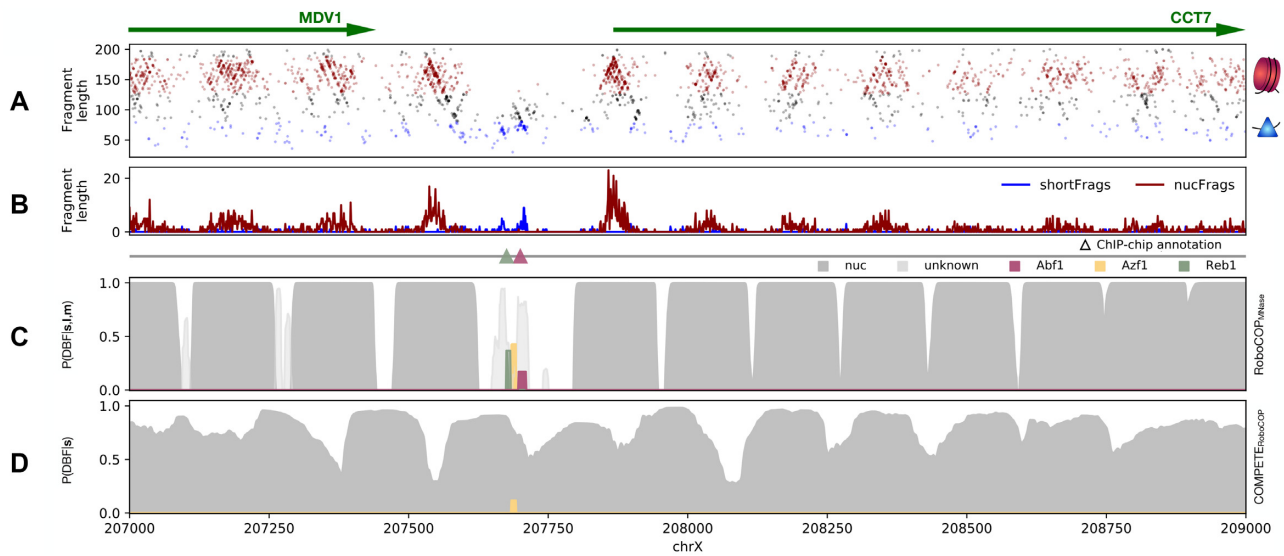 MDV1
CCT7
A
Fragment
length
200
150
100
50
B
Fragment
length
20
0
shortFrags
nucFrags
ChIP-chip annotation
nuc
unknown
Abf1
Azf1
Reb1
C
P(DBF|s,l,m)
1.0
0.5
0.0
RoboCOPMNase
D
P(DBF|s)
1.0
0.5
0.0
COMPETERoboCOP
207000
207250
207500
207750
208000
208250
208500
208750
209000
chrX